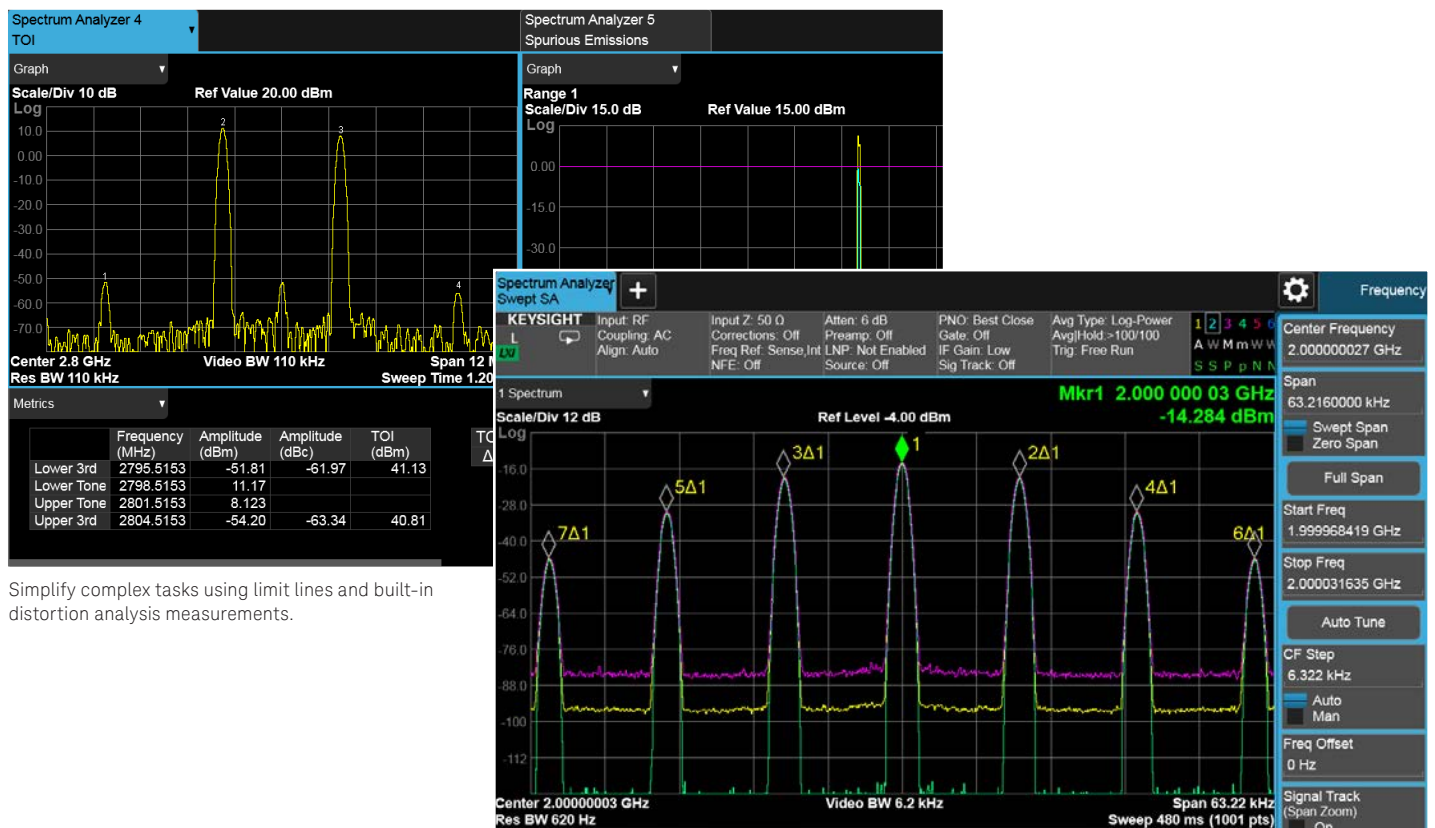 Spectrum Analyzer 4
TOI
Graph
Scale/Div 10 dB Ref Value 20.00 dBm
Log
10.0
0.00
-10.0
-20.0
-30.0
-40.0
-50.0
-60.0
-70.0
1
2
3
4
Center 2.8 GHz Video BW 110 kHz Span 12
Res BW 110 kHz Sweep Time 1.20
Metrics
Frequency (MHz) Amplitude (dBm) Amplitude (dBc) TOI (dBm)
Lower 3rd 2795.5153 -51.81 -61.97 41.13
Lower Tone 2798.5153 11.17
Upper Tone 2801.5153 8.123
Upper 3rd 2804.5153 -54.20 -63.34 40.81
Simplify complex tasks using limit lines and built-in
distortion analysis measurements.
Spectrum Analyzer 5
Spurious Emissions
Graph
Range 1
Scale/Div 15.0 dB Ref Value 15.00 dBm
Log
0.00
-15.0
-30.0
Spectrum Analyzer
Swept SA
+
Frequency
KEYSIGHT
L
LXI
Input: RF
Coupling: AC
Align: Auto
Input Z: 50 Ω
Corrections: Off
Freq Ref: Sense,Int
NFE: Off
Atten: 6 dB
Preamp: Off
LNP: Not Enabled
Source: Off
PNO: Best Close
Gate: Off
IF Gain: Low
Sig Track: Off
Avg Type: Log-Power
Avg|Hold:>100/100
Trig: Free Run
1 2 3 4 5 6
A W M m W W
S S P p N N
1 Spectrum
Mkr1 2.000 000 03 GHz
-14.284 dBm
Scale/Div 12 dB Ref Level -4.00 dBm
Log
-16.0
-28.0
-40.0
-52.0
-64.0
-76.0
-88.0
-100
-112
7Δ1
5Δ1
3Δ1
1
2Δ1
4Δ1
6Δ1
Center 2.00000003 GHz Video BW 6.2 kHz Span 63.22 kHz
Res BW 620 Hz Sweep 480 ms (1001 pts)
Center Frequency
2.000000027 GHz
Span
63.2160000 kHz
Swept Span
Zero Span
Full Span
Start Freq
1.999968419 GHz
Stop Freq
2.000031635 GHz
Auto Tune
CF Step
6.322 kHz
Auto
Man
Freq Offset
0 Hz
Signal Track
(Span Zoom)
On